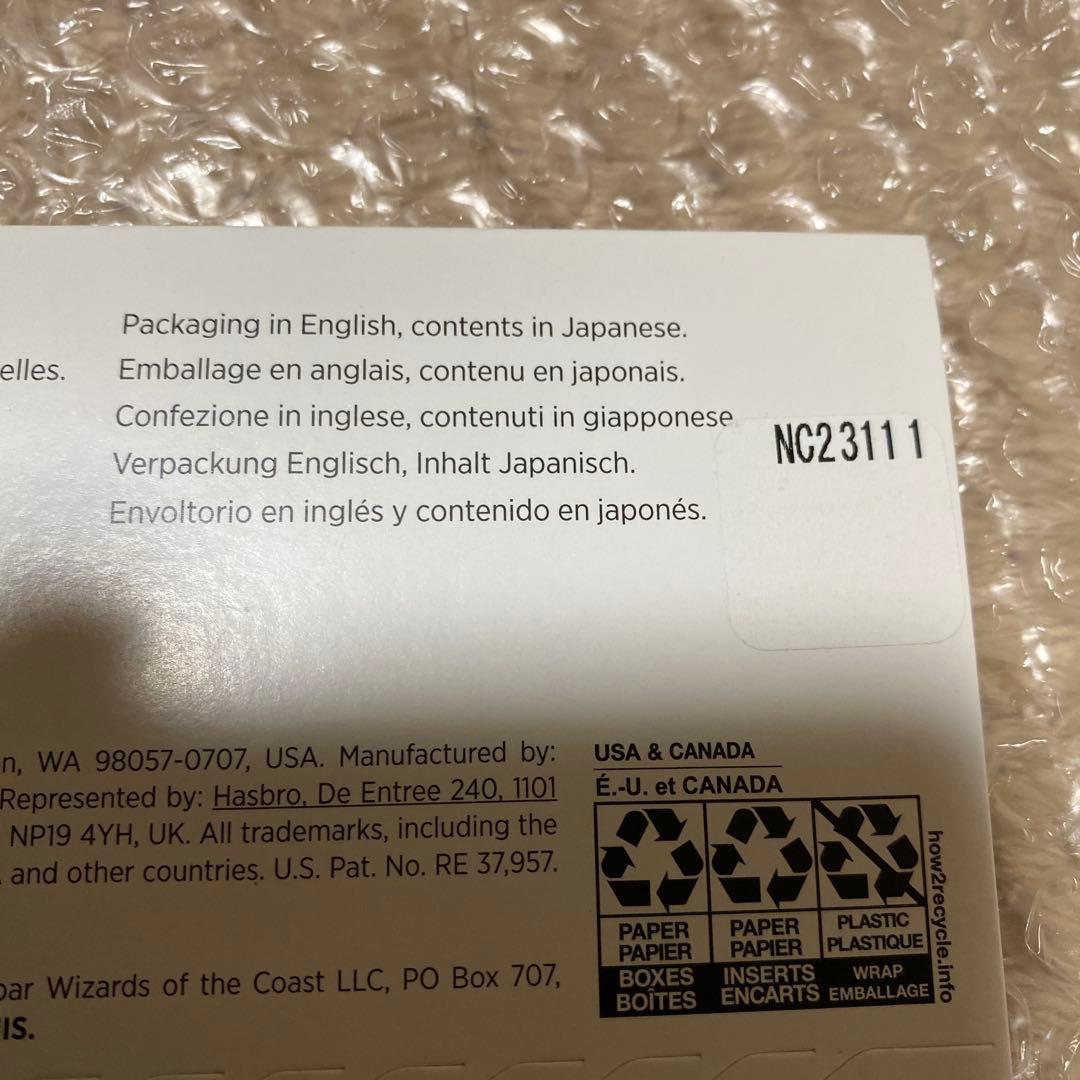 Packaging in English, contents in Japanese.
elles. Emballage en anglais, contenu en japonais.
Confezione in inglese, contenuti in giapponese
Verpackung Englisch, Inhalt Japanisch.
Envoltorio en inglés y contenido en japonés.
NC23111
n, WA 98057-0707, USA. Manufactured by:
Represented by: Hasbro, De Entree 240, 1101
NP19 4YH, UK. All trademarks, including the
and other countries. U.S. Pat. No. RE 37,957.
par Wizards of the Coast LLC, PO Box 707,
IS.
USA & CANADA
É.-U. et CANADA
PAPER PAPER PLASTIC
PAPIER PAPIER PLASTIQUE
BOXES INSERTS WRAP
BOÎTES ENCARTS EMBALLAGE
how2recycle.info